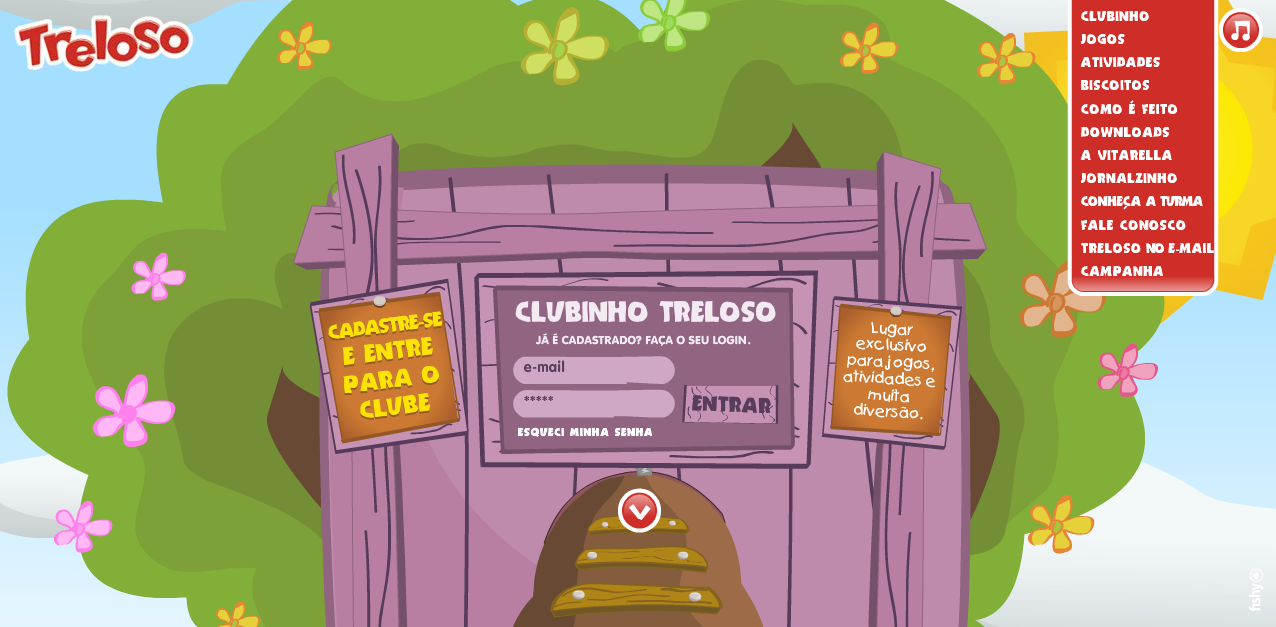 Treloso
CLUBINHO
JOGOS
ATIVIDADES
BISCOITOS
COMO É FEITO
DOWNLOADS
A VITARELLA
JORNALZINHO
CONHEÇA A TURMA
FALE CONOSCO
TRELOSO NO E-MAIL
CAMPANHA
CADASTRE-SE
E ENTRE
PARA O
CLUBE
CLUBINHO TRELOSO
JÁ É CADASTRADO? FAÇA O SEU LOGIN.
e-mail
*****
ENTRAR
ESQUECI MINHA SENHA
Lugar
exclusivo
para jogos,
atividades e
muita
diversão.
fishy